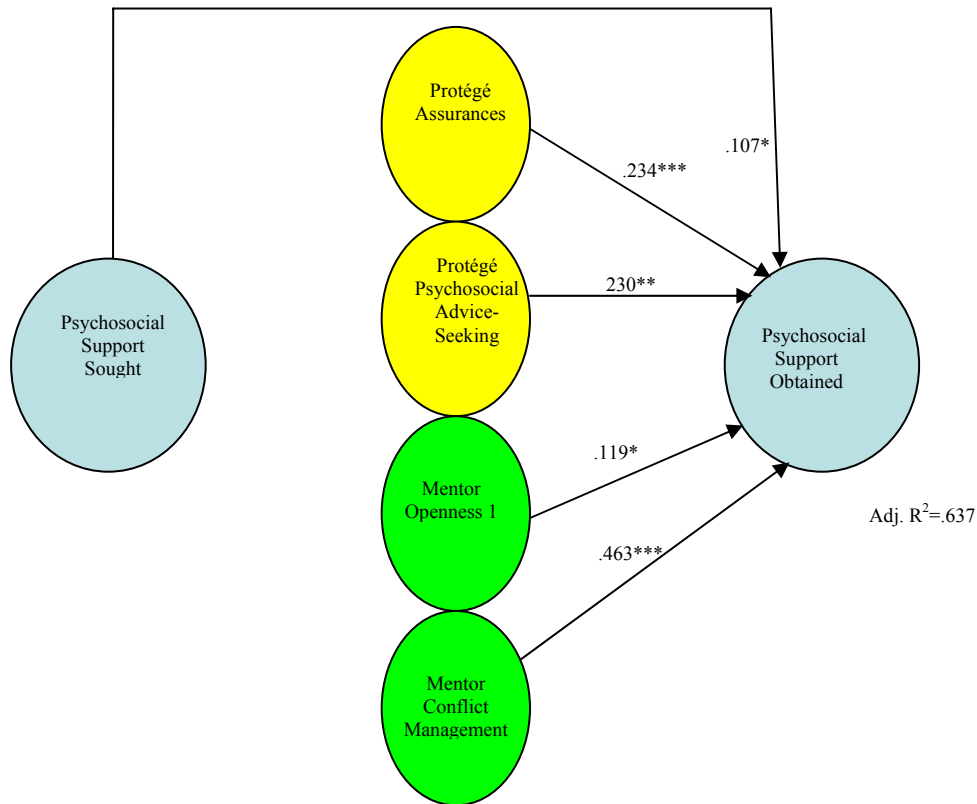 Protégé
Assurances
.107*
.234***
Protégé
Psychosocial
Advice-
Seeking
230**
Psychosocial
Support
Sought
Psychosocial
Support
Obtained
.119*
Mentor
Openness 1
Adj. R²=.637
.463***
Mentor
Conflict
Management